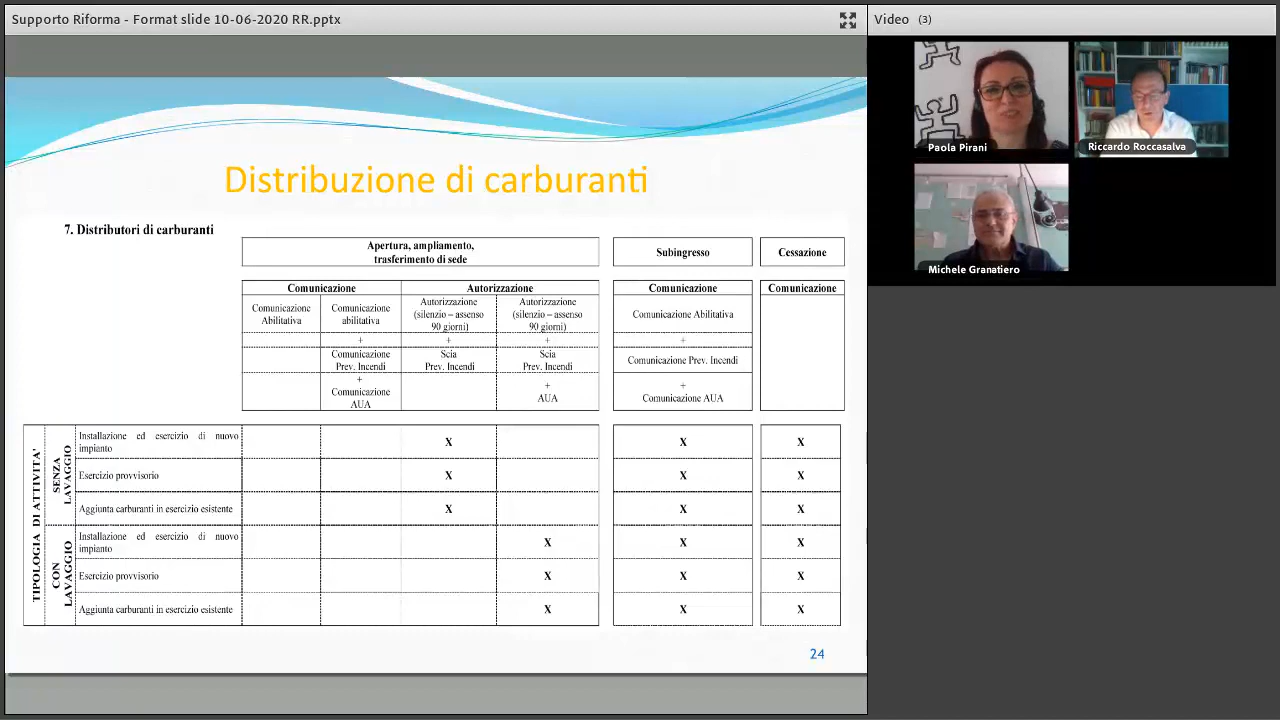 Supporto Riforma - Format slide 10-06-2020 RR.pptx
Video (3)
Paola Pirani
Riccardo Roccasalva
Michele Granatiero
Distribuzione di carburanti
7. Distributori di carburanti
Apertura, ampliamento,
trasferimento di sede
Subingresso
Cessazione
Comunicazione
Autorizzazione
Comunicazione
Comunicazione
Comunicazione
Abilitativa
Comunicazione
abilitativa
Autorizzazione
(silenzio – assenso
90 giorni)
Autorizzazione
(silenzio – assenso
90 giorni)
Comunicazione Abilitativa
+ + + +
Comunicazione
Prev. Incendi
Scia
Prev. Incendi
Scia
Prev. Incendi
Comunicazione Prev. Incendi
+
Comunicazione
AUA
+
AUA
+
Comunicazione AUA
TIPOLOGIA DI ATTIVITA'
SENZA
LAVAGGIO
Installazione ed esercizio di nuovo
impianto
X X X
Esercizio provvisorio X X X
Aggiunta carburanti in esercizio esistente X X X
CON
LAVAGGIO
Installazione ed esercizio di nuovo
impianto
X X X
Esercizio provvisorio X X X
Aggiunta carburanti in esercizio esistente X X X
24